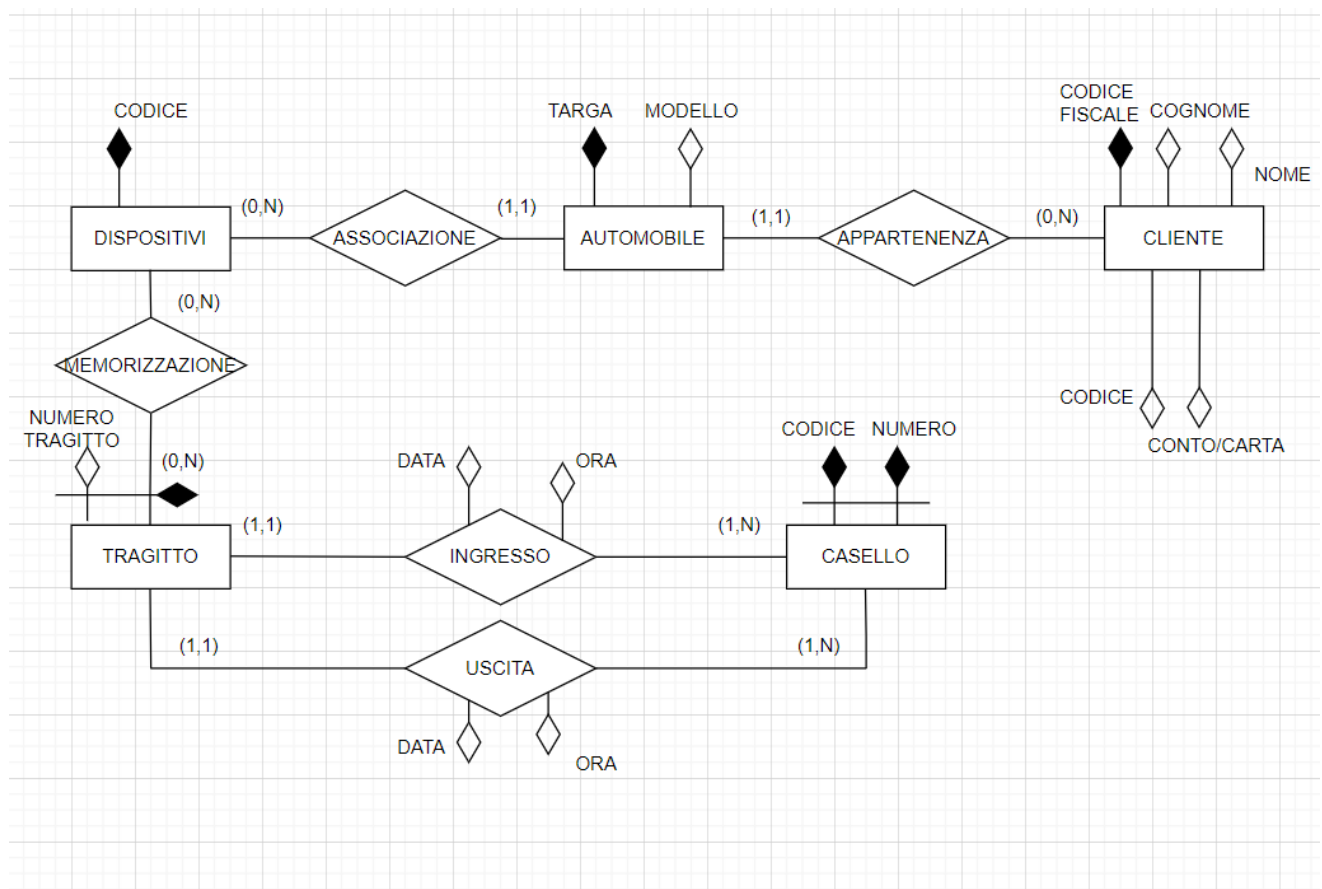 CODICE
TARGA
MODELLO
CODICE
FISCALE
COGNOME
NOME
(0,N)
(1,1)
(1,1)
(0,N)
DISPOSITIVI
ASSOCIAZIONE
AUTOMOBILE
APPARTENENZA
CLIENTE
(0,N)
MEMORIZZAZIONE
CODICE
CONTO/CARTA
NUMERO
TRAGITTO
(0,N)
DATA
ORA
CODICE
NUMERO
(1,1)
(1,N)
TRAGITTO
INGRESSO
CASELLO
(1,1)
(1,N)
USCITA
DATA
ORA